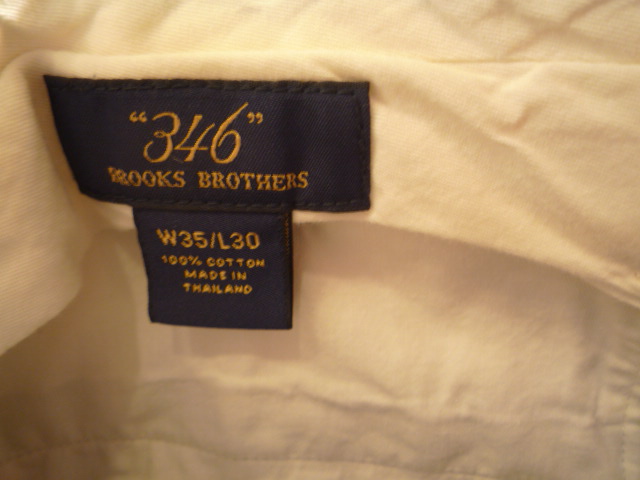 “346”
BROOKS BROTHERS
W35/L30
100% COTTON
MADE IN
THAILAND